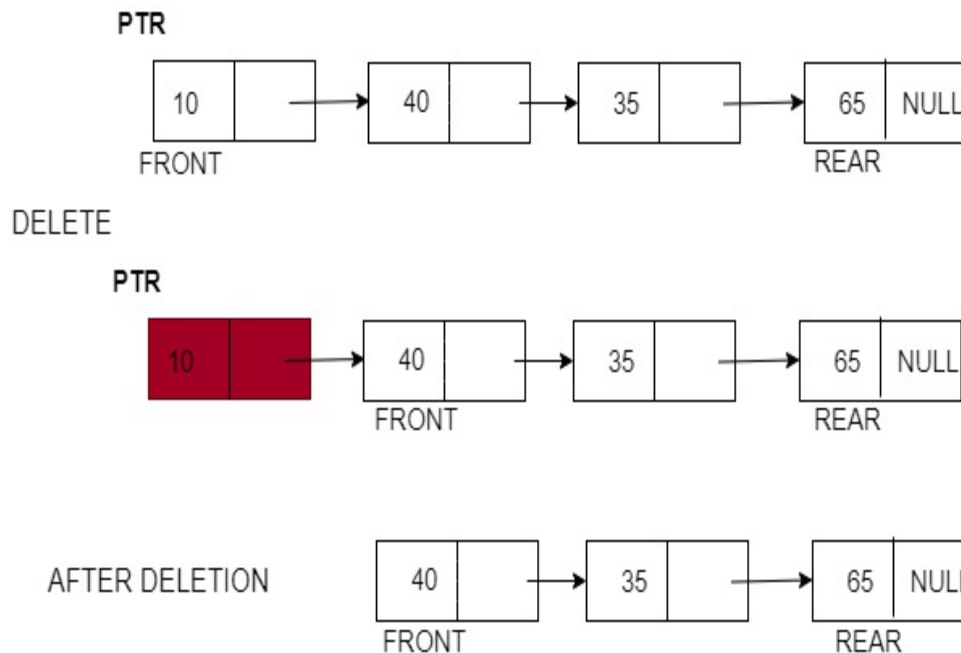 PTR
10 40 35 65 NULL
FRONT REAR
DELETE
PTR
10 40 35 65 NULL
FRONT REAR
AFTER DELETION 40 35 65 NULL
FRONT REAR